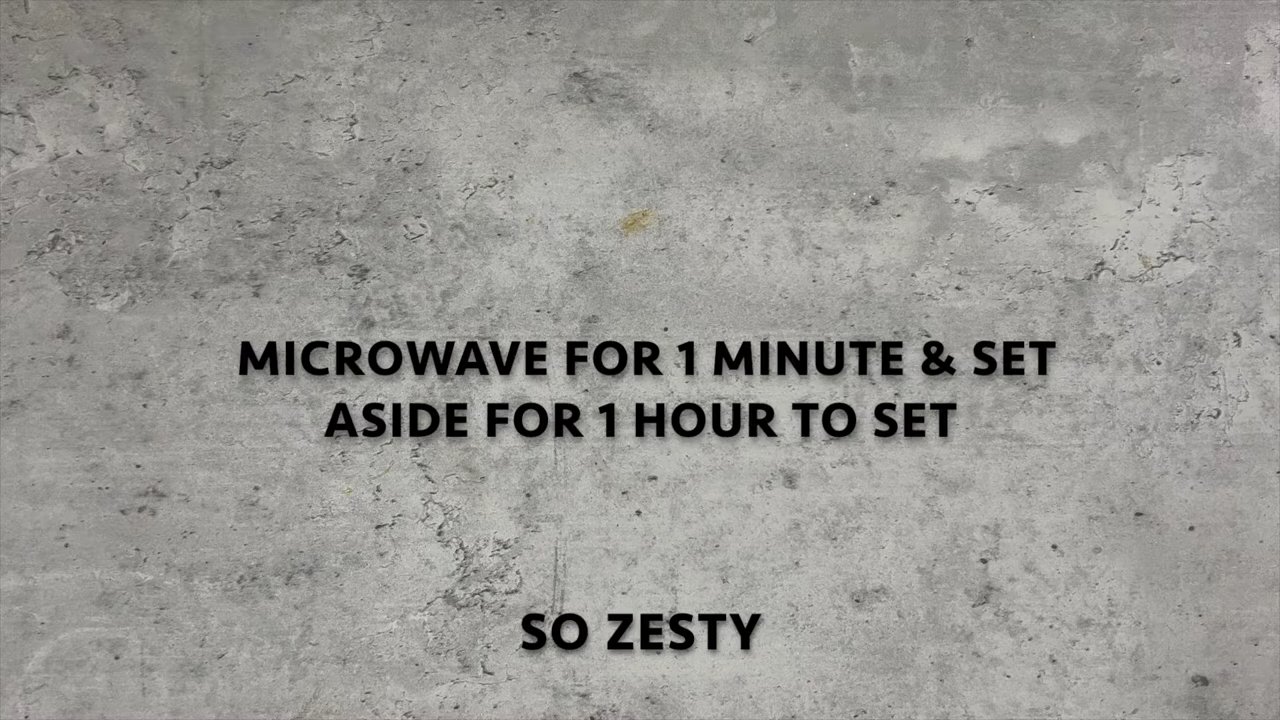 MICROWAVE FOR 1 MINUTE & SET
ASIDE FOR 1 HOUR TO SET
SO ZESTY